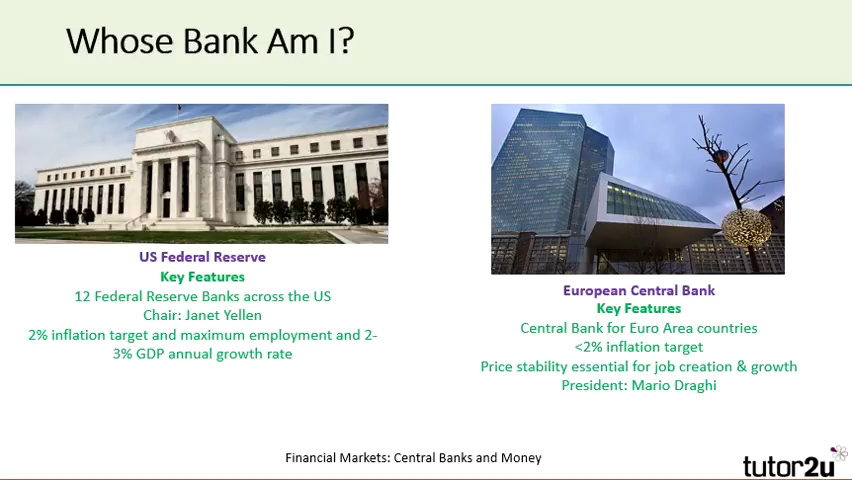 Whose Bank Am I?
US Federal Reserve
Key Features
12 Federal Reserve Banks across the US
Chair: Janet Yellen
2% inflation target and maximum employment and 2-
3% GDP annual growth rate
European Central Bank
Key Features
Central Bank for Euro Area countries
<2% inflation target
Price stability essential for job creation & growth
President: Mario Draghi
Financial Markets: Central Banks and Money
tutor2u